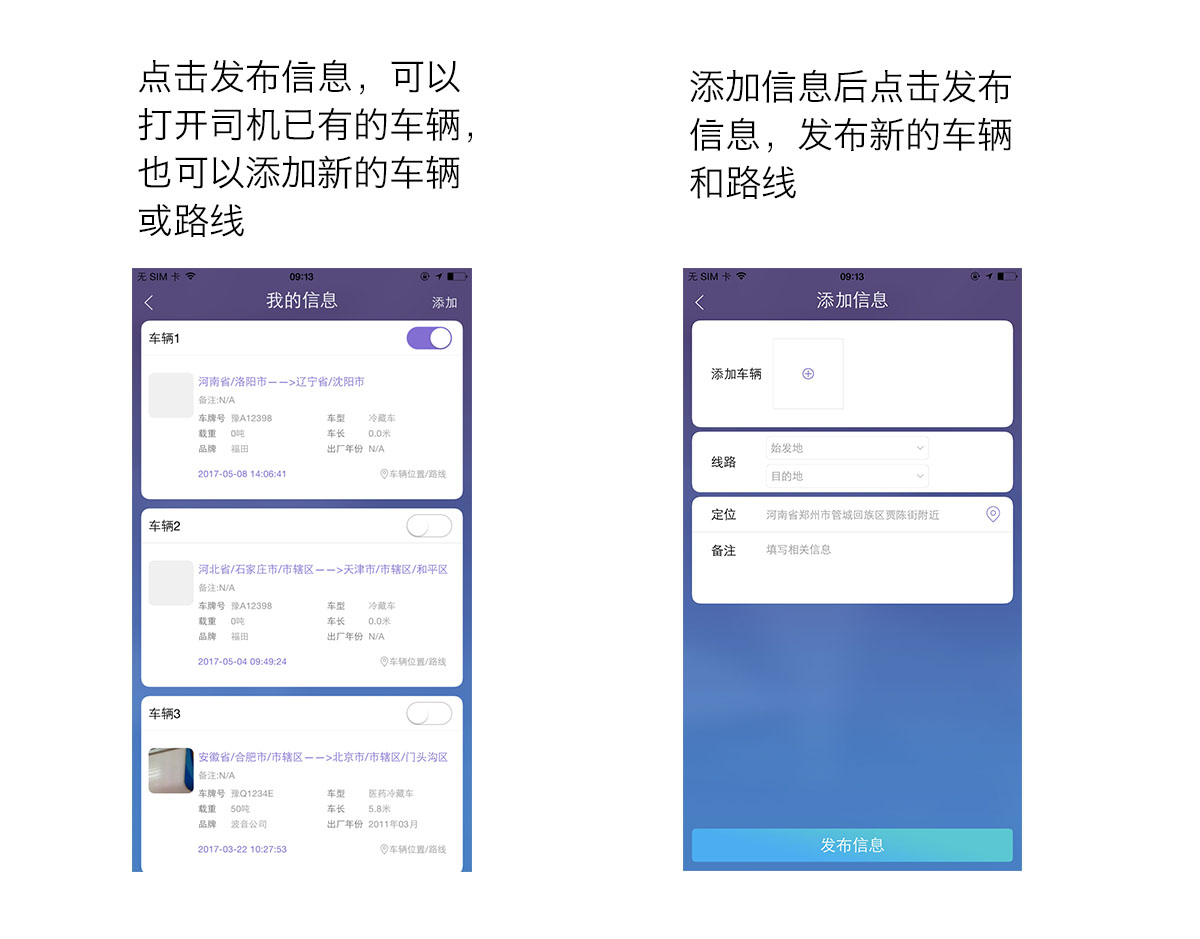 点击发布信息，可以
打开司机已有的车辆，
也可以添加新的车辆
或路线
无 SIM 卡
09:13
我的信息
添加
车辆1
河南省/洛阳市——>辽宁省/沈阳市
备注:N/A
车牌号 豫A12398 车型 冷藏车
载重 0吨 车长 0.0米
品牌 福田 出厂年份 N/A
2017-05-08 14:06:41 车辆位置/路线
车辆2
河北省/石家庄市/市辖区——>天津市/市辖区/和平区
备注:N/A
车牌号 豫A12398 车型 冷藏车
载重 0吨 车长 0.0米
品牌 福田 出厂年份 N/A
2017-05-04 09:49:24 车辆位置/路线
车辆3
安徽省/合肥市/市辖区——>北京市/市辖区/门头沟区
备注:N/A
车牌号 豫Q1234E 车型 医药冷藏车
载重 50吨 车长 5.8米
品牌 波音公司 出厂年份 2011年03月
2017-03-22 10:27:53 车辆位置/路线
添加信息后点击发布
信息，发布新的车辆
和路线
无 SIM 卡
09:13
添加信息
添加车辆
线路
始发地
目的地
定位 河南省郑州市管城回族区贾陈街附近
备注 填写相关信息
发布信息